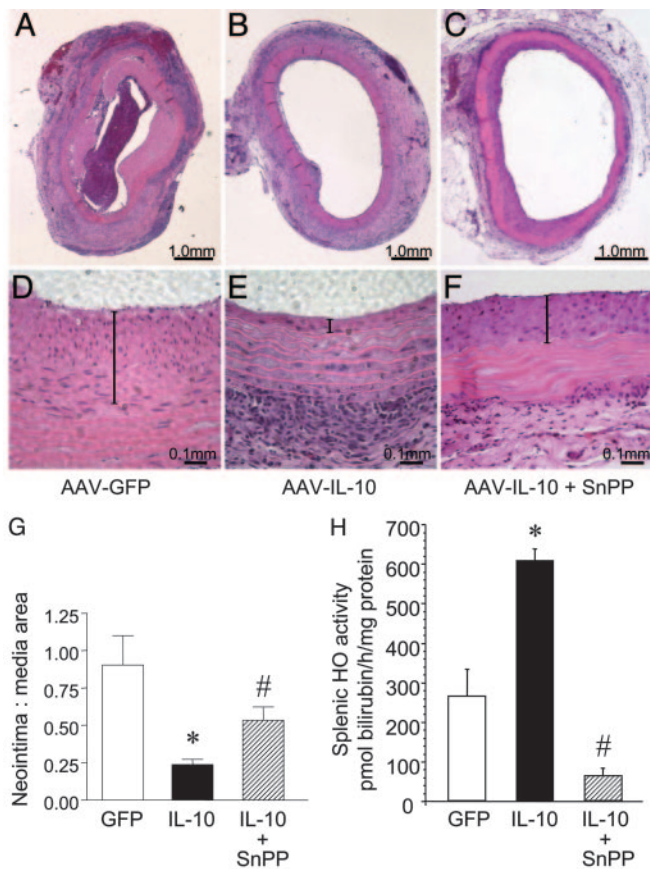 A
B
C
1.0mm
1.0mm
1.0mm
D
E
F
0.1mm
0.1mm
0.1mm
AAV-GFP
AAV-IL-10
AAV-IL-10 + SnPP
G
Neointima : media area
1.25
1.00
0.75
0.50
0.25
0.00
*
#
GFP
IL-10
IL-10
+
SnPP
H
Splenic HO activity
pmol bilirubin/h/mg protein
700
600
500
400
300
200
100
0
*
#
GFP
IL-10
IL-10
+
SnPP